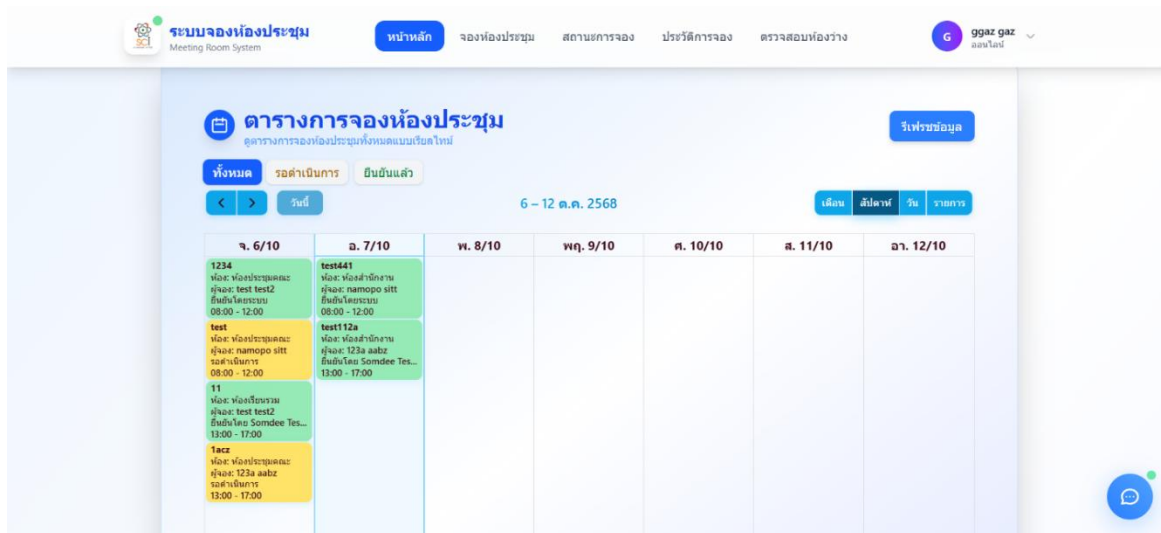 ระบบจองห้องประชุม
Meeting Room System
หน้าหลัก จองห้องประชุม สถานะการจอง ประวัติการจอง ตรวจสอบห้องว่าง
G
ggaz gaz
ออนไลน์
ตารางการจองห้องประชุม
ดูตารางการจองห้องประชุมทั้งหมดแบบเรียลไทม์
รีเฟรชข้อมูล
ทั้งหมด รอดำเนินการ ยืนยันแล้ว
วันนี้
6 – 12 ต.ค. 2568
เดือน สัปดาห์ วัน รายการ
จ. 6/10 อ. 7/10 พ. 8/10 พฤ. 9/10 ศ. 10/10 ส. 11/10 อา. 12/10
1234
ห้อง: ห้องประชุมคณะ
ผู้จอง: test test2
ยืนยันโดยระบบ
08:00 - 12:00
test
ห้อง: ห้องประชุมคณะ
ผู้จอง: namopo sitt
รอดำเนินการ
08:00 - 12:00
11
ห้อง: ห้องเรียนรวม
ผู้จอง: test test2
ยืนยันโดย Somdee Tes...
13:00 - 17:00
1acz
ห้อง: ห้องประชุมคณะ
ผู้จอง: 123a aabz
รอดำเนินการ
13:00 - 17:00
test441
ห้อง: ห้องสำนักงาน
ผู้จอง: namopo sitt
ยืนยันโดยระบบ
08:00 - 12:00
test112a
ห้อง: ห้องสำนักงาน
ผู้จอง: 123a aabz
ยืนยันโดย Somdee Tes...
13:00 - 17:00